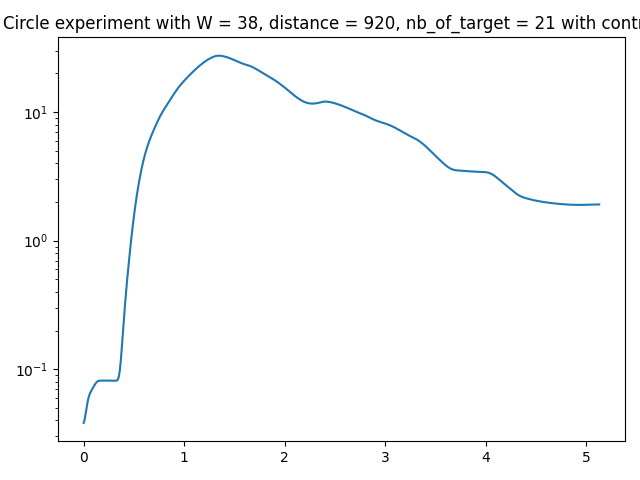 Circle experiment with W = 38, distance = 920, nb_of_target = 21 with contr
10¹
10⁰
10⁻¹
0 1 2 3 4 5